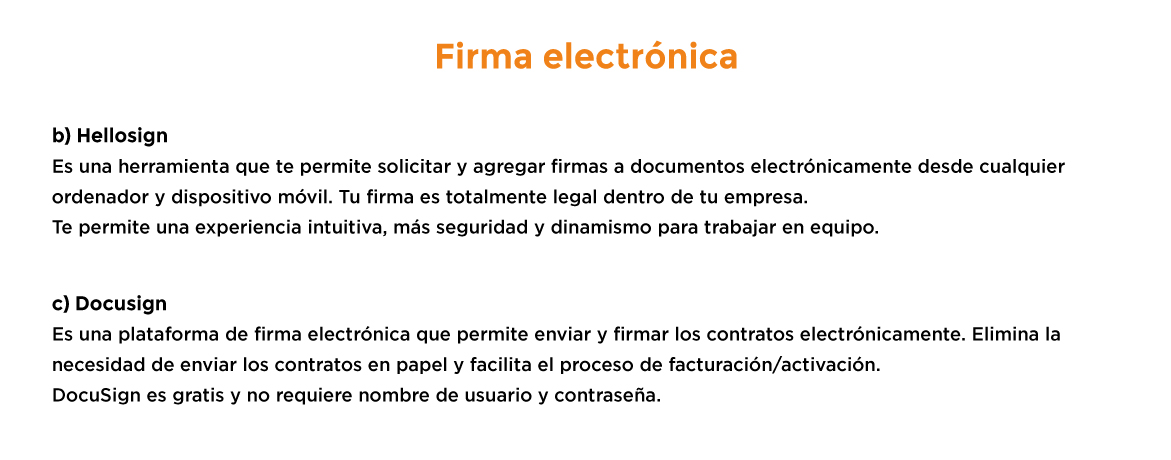 Firma electrónica
b) Hellosign
Es una herramienta que te permite solicitar y agregar firmas a documentos electrónicamente desde cualquier
ordenador y dispositivo móvil. Tu firma es totalmente legal dentro de tu empresa.
Te permite una experiencia intuitiva, más seguridad y dinamismo para trabajar en equipo.
c) Docusign
Es una plataforma de firma electrónica que permite enviar y firmar los contratos electrónicamente. Elimina la
necesidad de enviar los contratos en papel y facilita el proceso de facturación/activación.
DocuSign es gratis y no requiere nombre de usuario y contraseña.